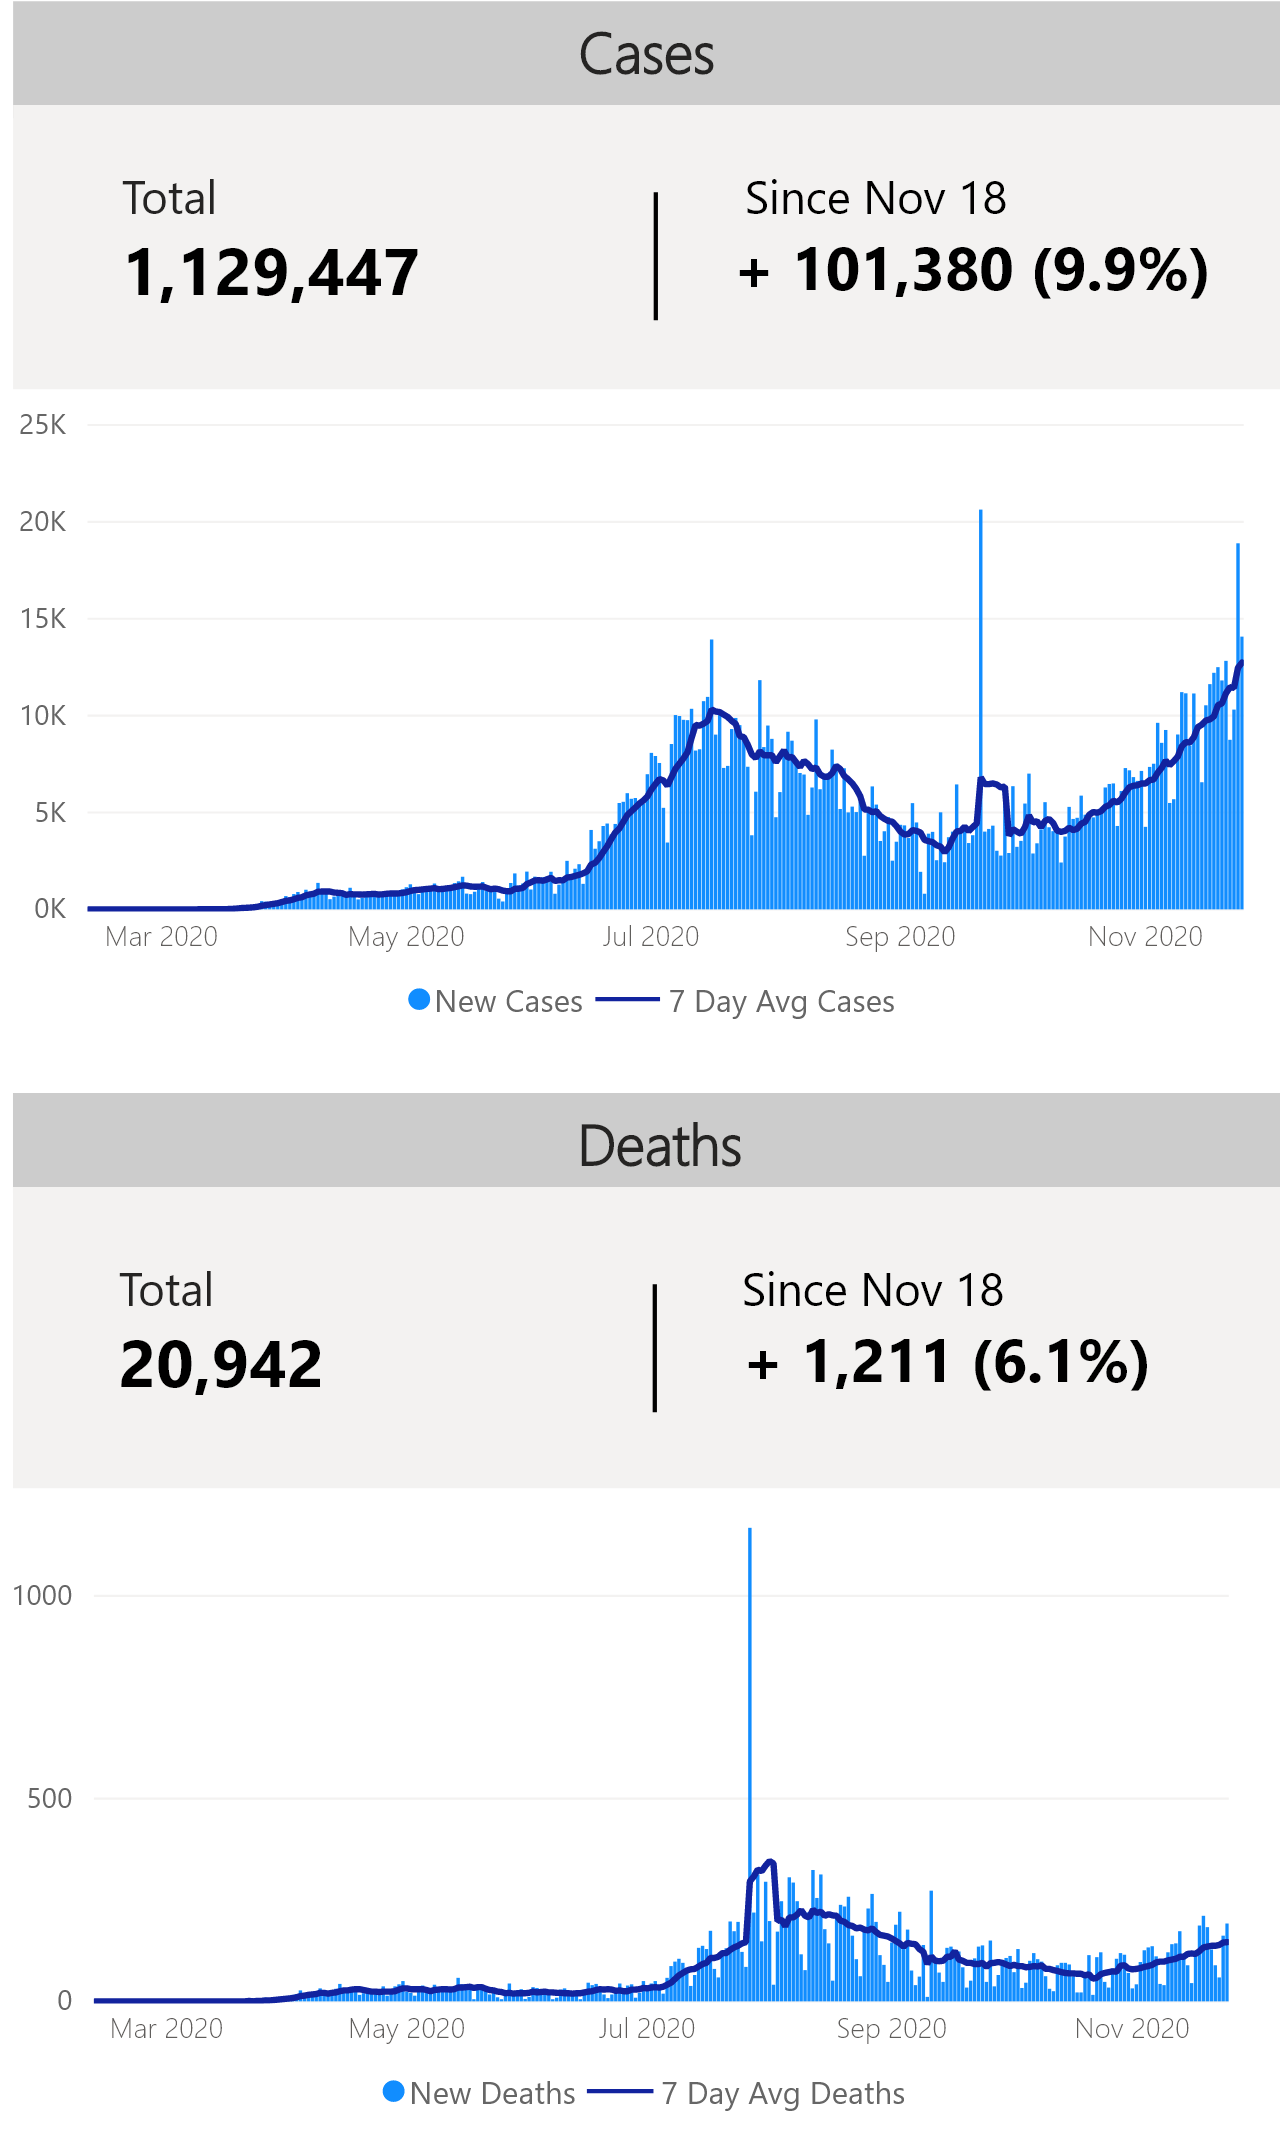 Cases
Total
Since Nov 18
1,129,447
+ 101,380 (9.9%)
25K
20K
15K
10K
5K
0K
Mar 2020
May 2020
Jul 2020
Sep 2020
Nov 2020
New Cases
7 Day Avg Cases
Deaths
Total
Since Nov 18
20,942
+ 1,211 (6.1%)
1000
500
0
Mar 2020
May 2020
Jul 2020
Sep 2020
Nov 2020
New Deaths
7 Day Avg Deaths